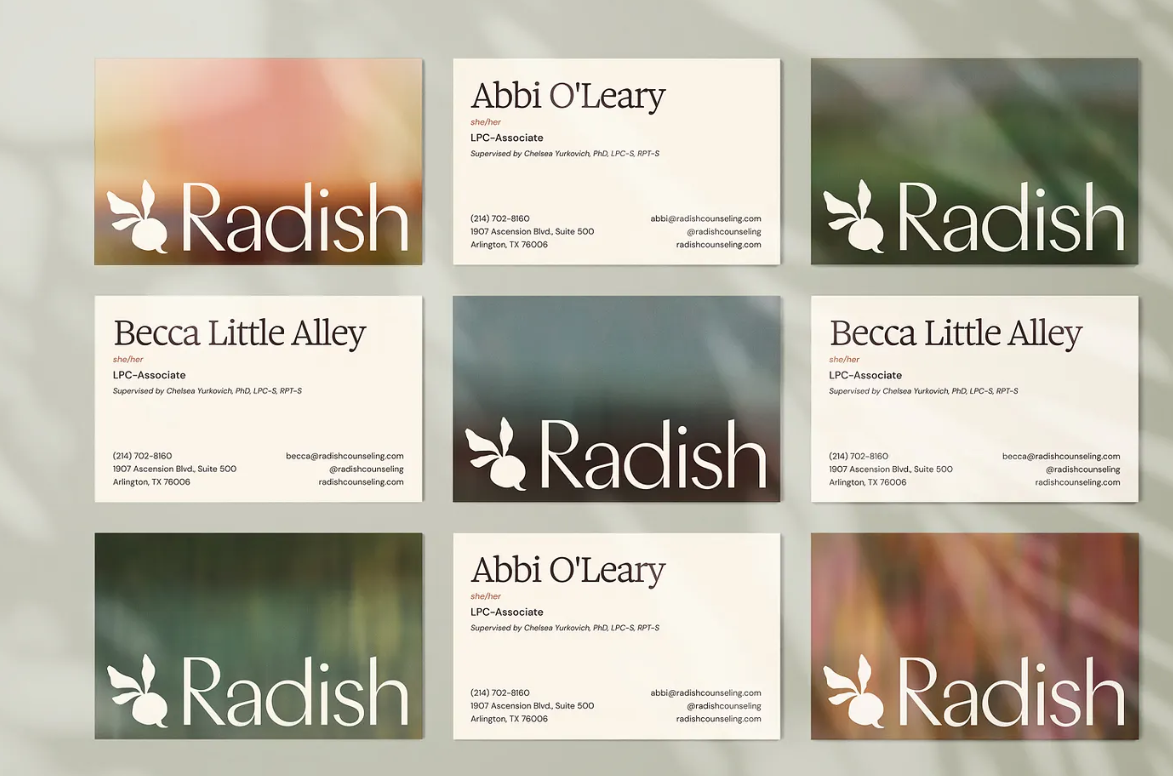 Radish
Abbi O'Leary
she/her
LPC-Associate
Supervised by Chelsea Yurkovich, PhD, LPC-S, RPT-S
(214) 702-8160
1907 Ascension Blvd., Suite 500
Arlington, TX 76006
abbi@radishcounseling.com
@radishcounseling
radishcounseling.com
Radish
Becca Little Alley
she/her
LPC-Associate
Supervised by Chelsea Yurkovich, PhD, LPC-S, RPT-S
(214) 702-8160
1907 Ascension Blvd., Suite 500
Arlington, TX 76006
becca@radishcounseling.com
@radishcounseling
radishcounseling.com
Radish
Becca Little Alley
she/her
LPC-Associate
Supervised by Chelsea Yurkovich, PhD, LPC-S, RPT-S
(214) 702-8160
1907 Ascension Blvd., Suite 500
Arlington, TX 76006
becca@radishcounseling.com
@radishcounseling
radishcounseling.com
Radish
Abbi O'Leary
she/her
LPC-Associate
Supervised by Chelsea Yurkovich, PhD, LPC-S, RPT-S
(214) 702-8160
1907 Ascension Blvd., Suite 500
Arlington, TX 76006
abbi@radishcounseling.com
@radishcounseling
radishcounseling.com
Radish